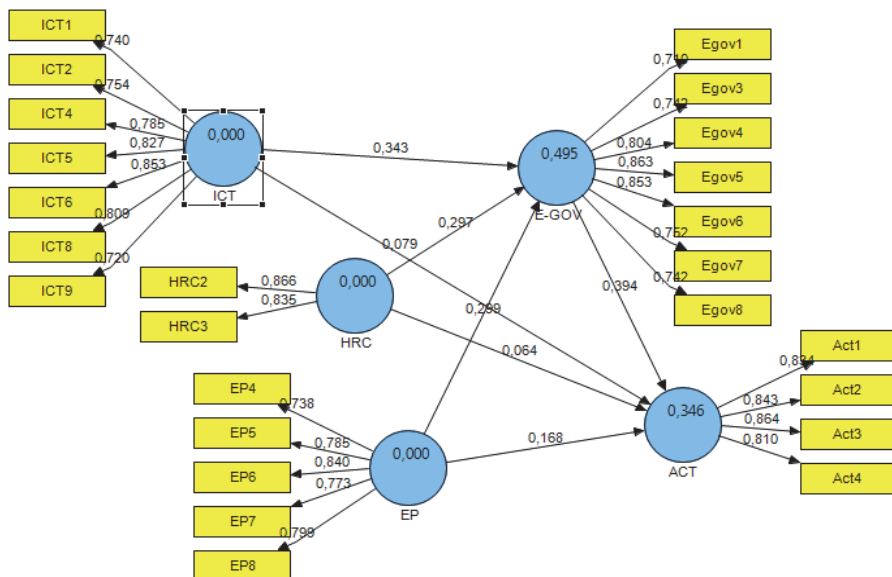 ICT1
ICT2
ICT4
ICT5
ICT6
ICT8
ICT9
0,740
0,754
0,785
0,827
0,853
0,809
0,720
0,000
ICT
0,343
0,297
0,079
0,299
0,394
0,064
0,168
HRC2
HRC3
0,866
0,835
0,000
HRC
EP4
EP5
EP6
EP7
EP8
0,738
0,785
0,840
0,773
0,799
0,000
EP
0,495
E-GOV
0,742
0,804
0,863
0,853
0,752
0,742
Egov1
Egov3
Egov4
Egov5
Egov6
Egov7
Egov8
0,346
ACT
0,843
0,864
0,810
Act1
Act2
Act3
Act4